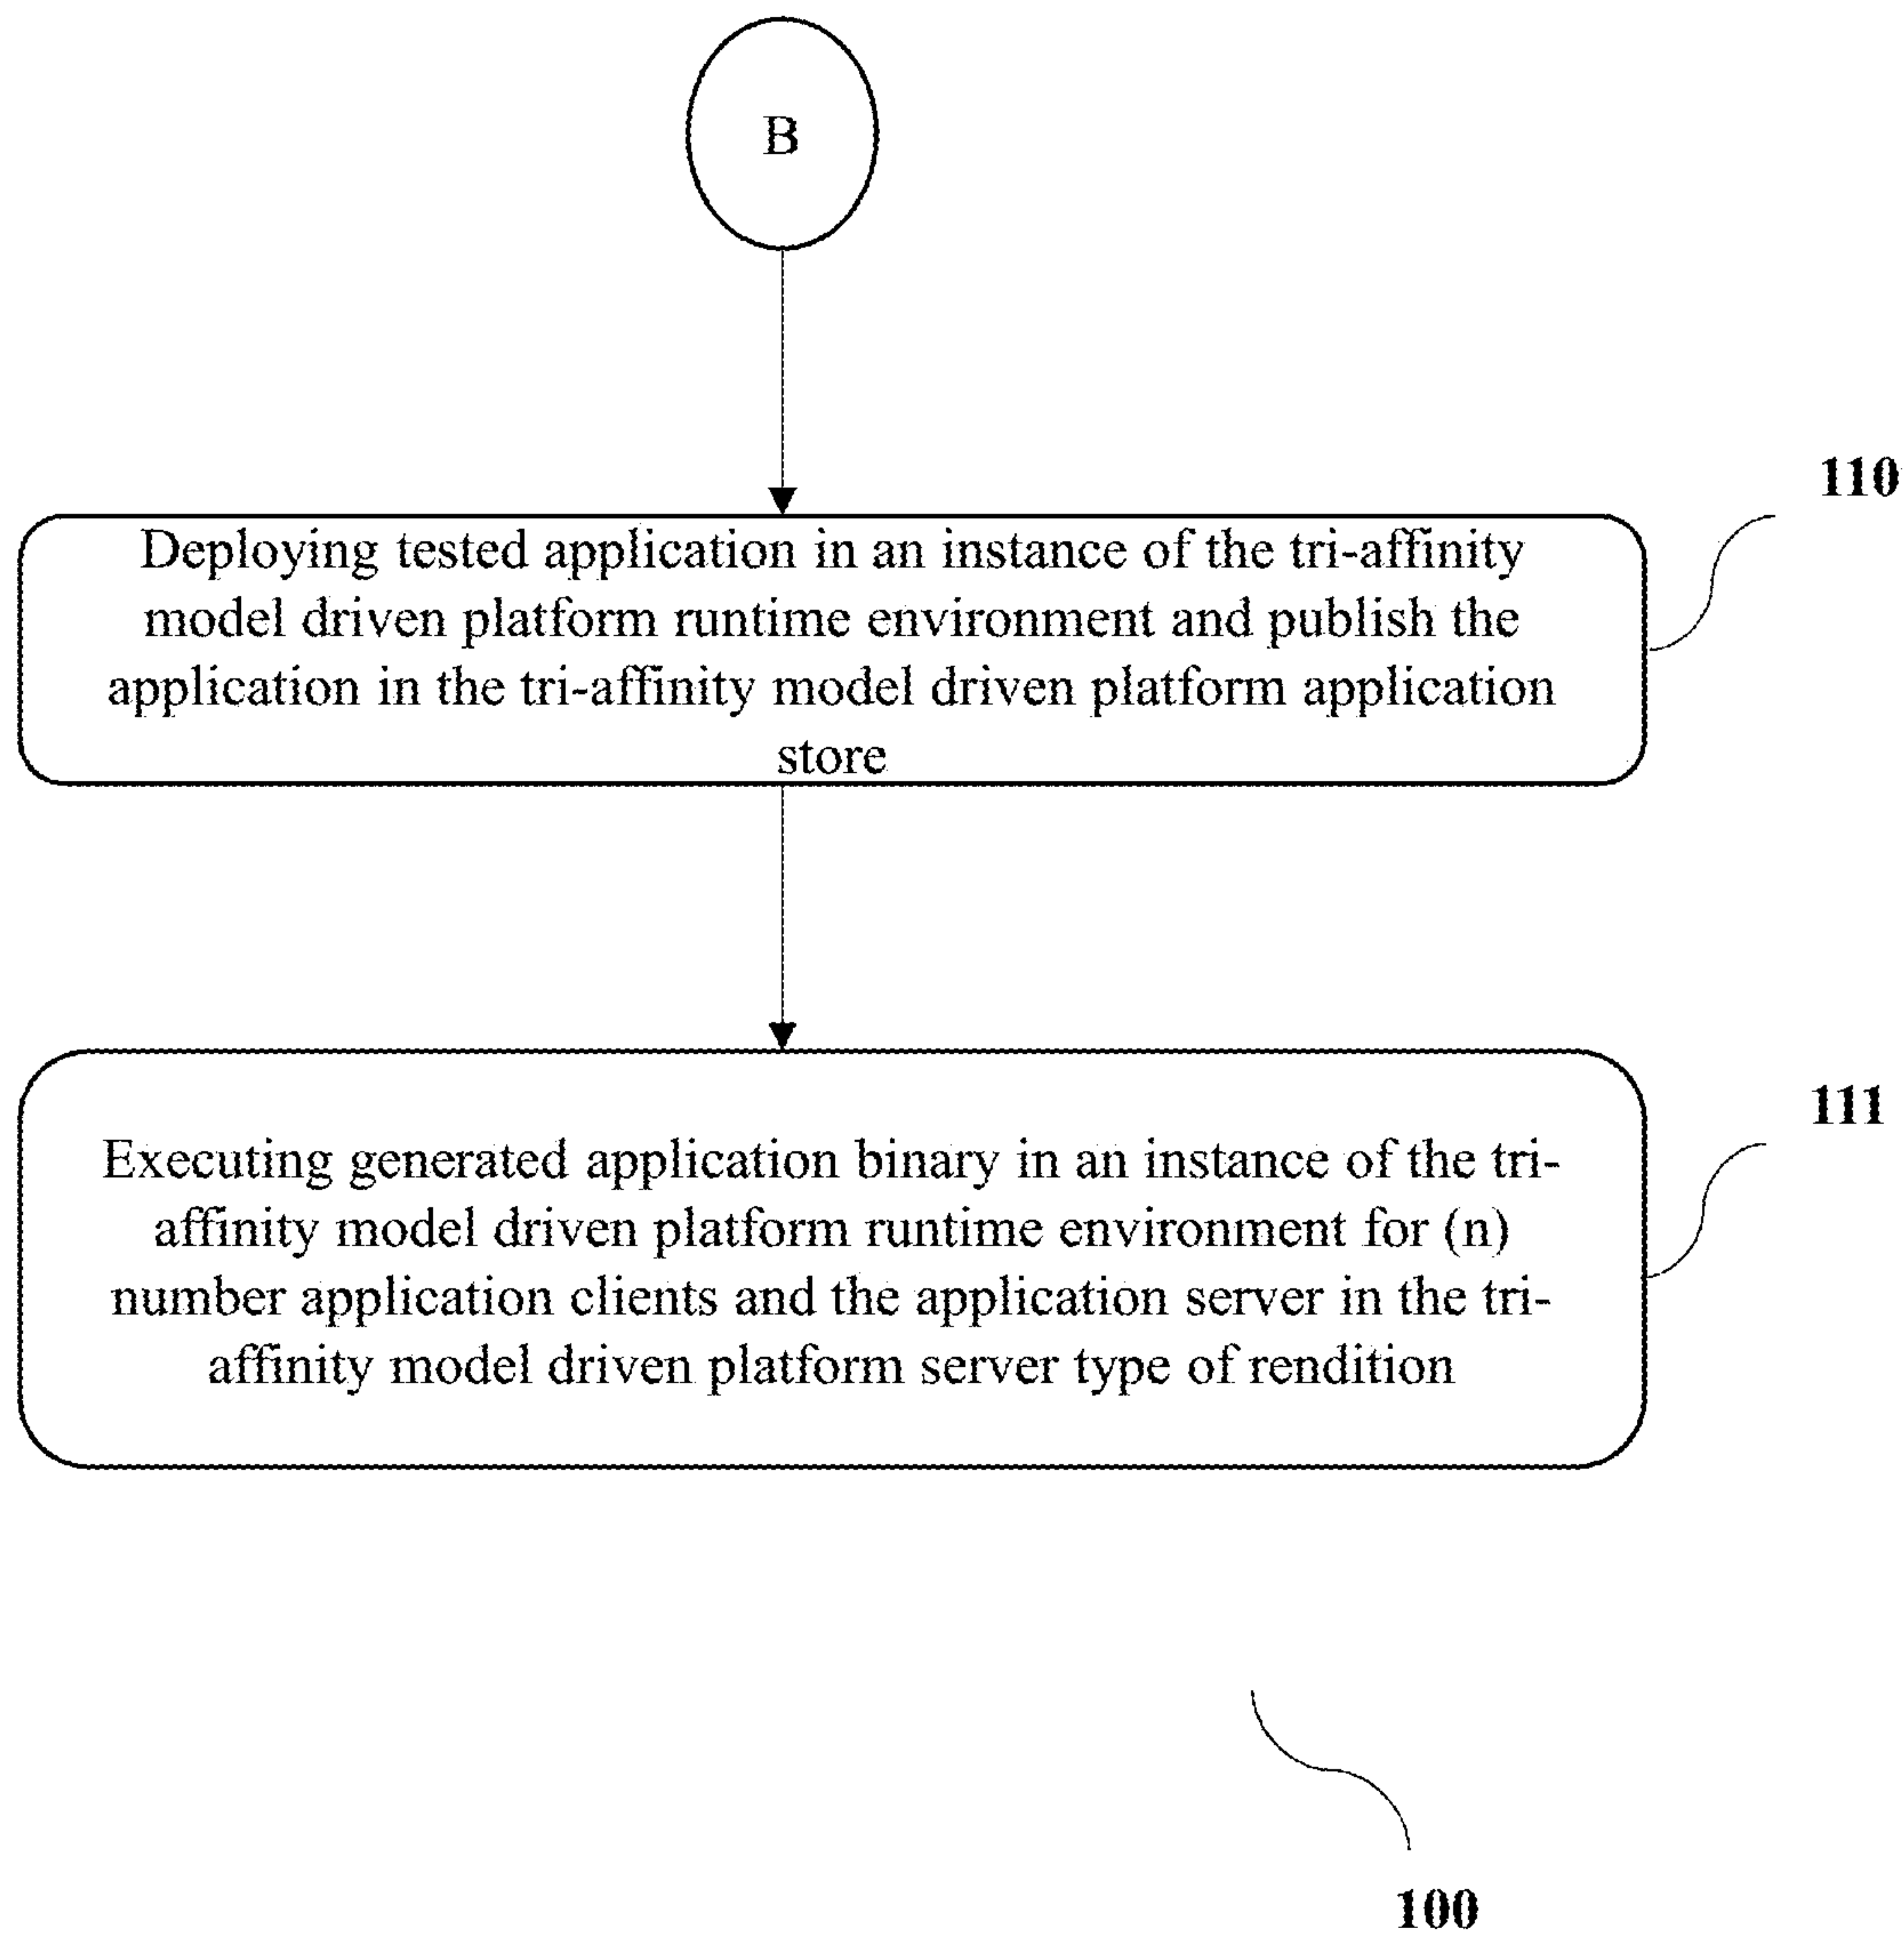 B
110
Deploying tested application in an instance of the tri-affinity
model driven platform runtime environment and publish the
application in the tri-affinity model driven platform application
store
111
Executing generated application binary in an instance of the tri-
affinity model driven platform runtime environment for (n)
number application clients and the application server in the tri-
affinity model driven platform server type of rendition
100